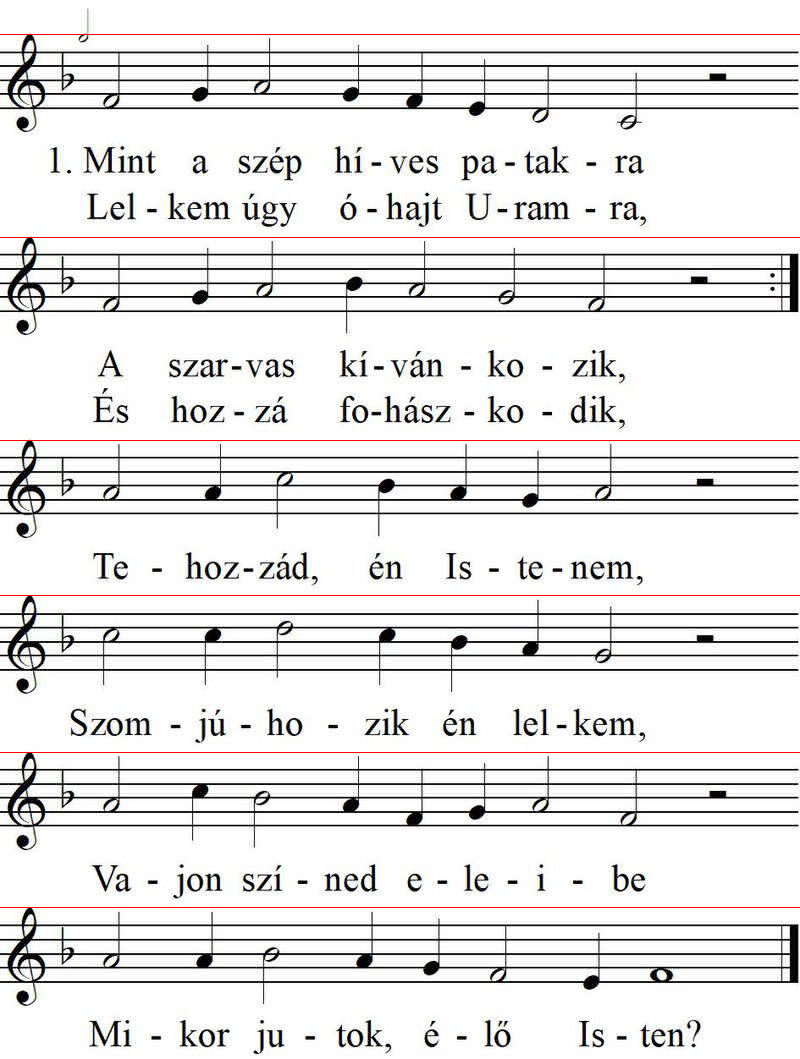 1. Mint a szép hí - ves pa - tak - ra
Lel - kem úgy ó - hajt U - ram - ra,
A szar - vas kí - ván - ko - zik,
És hoz - zá fo - hász - ko - dik,
Te - hoz - zád, én Is - te - nem,
Szom - jú - ho - zik én lel - kem,
Va - jon szí - ned e - le - i - be
Mi - kor ju - tok, é - lő Is - ten?